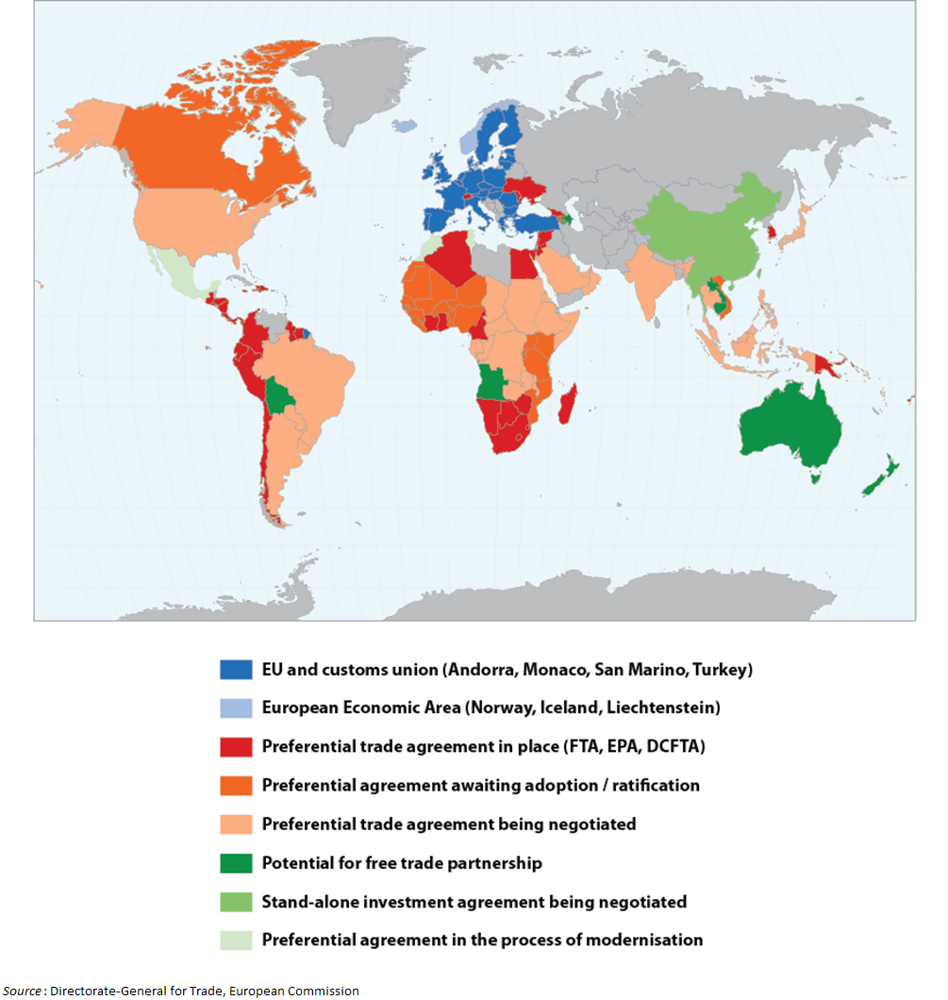 EU and customs union (Andorra, Monaco, San Marino, Turkey)
European Economic Area (Norway, Iceland, Liechtenstein)
Preferential trade agreement in place (FTA, EPA, DCFTA)
Preferential agreement awaiting adoption / ratification
Preferential trade agreement being negotiated
Potential for free trade partnership
Stand-alone investment agreement being negotiated
Preferential agreement in the process of modernisation
Source : Directorate-General for Trade, European Commission